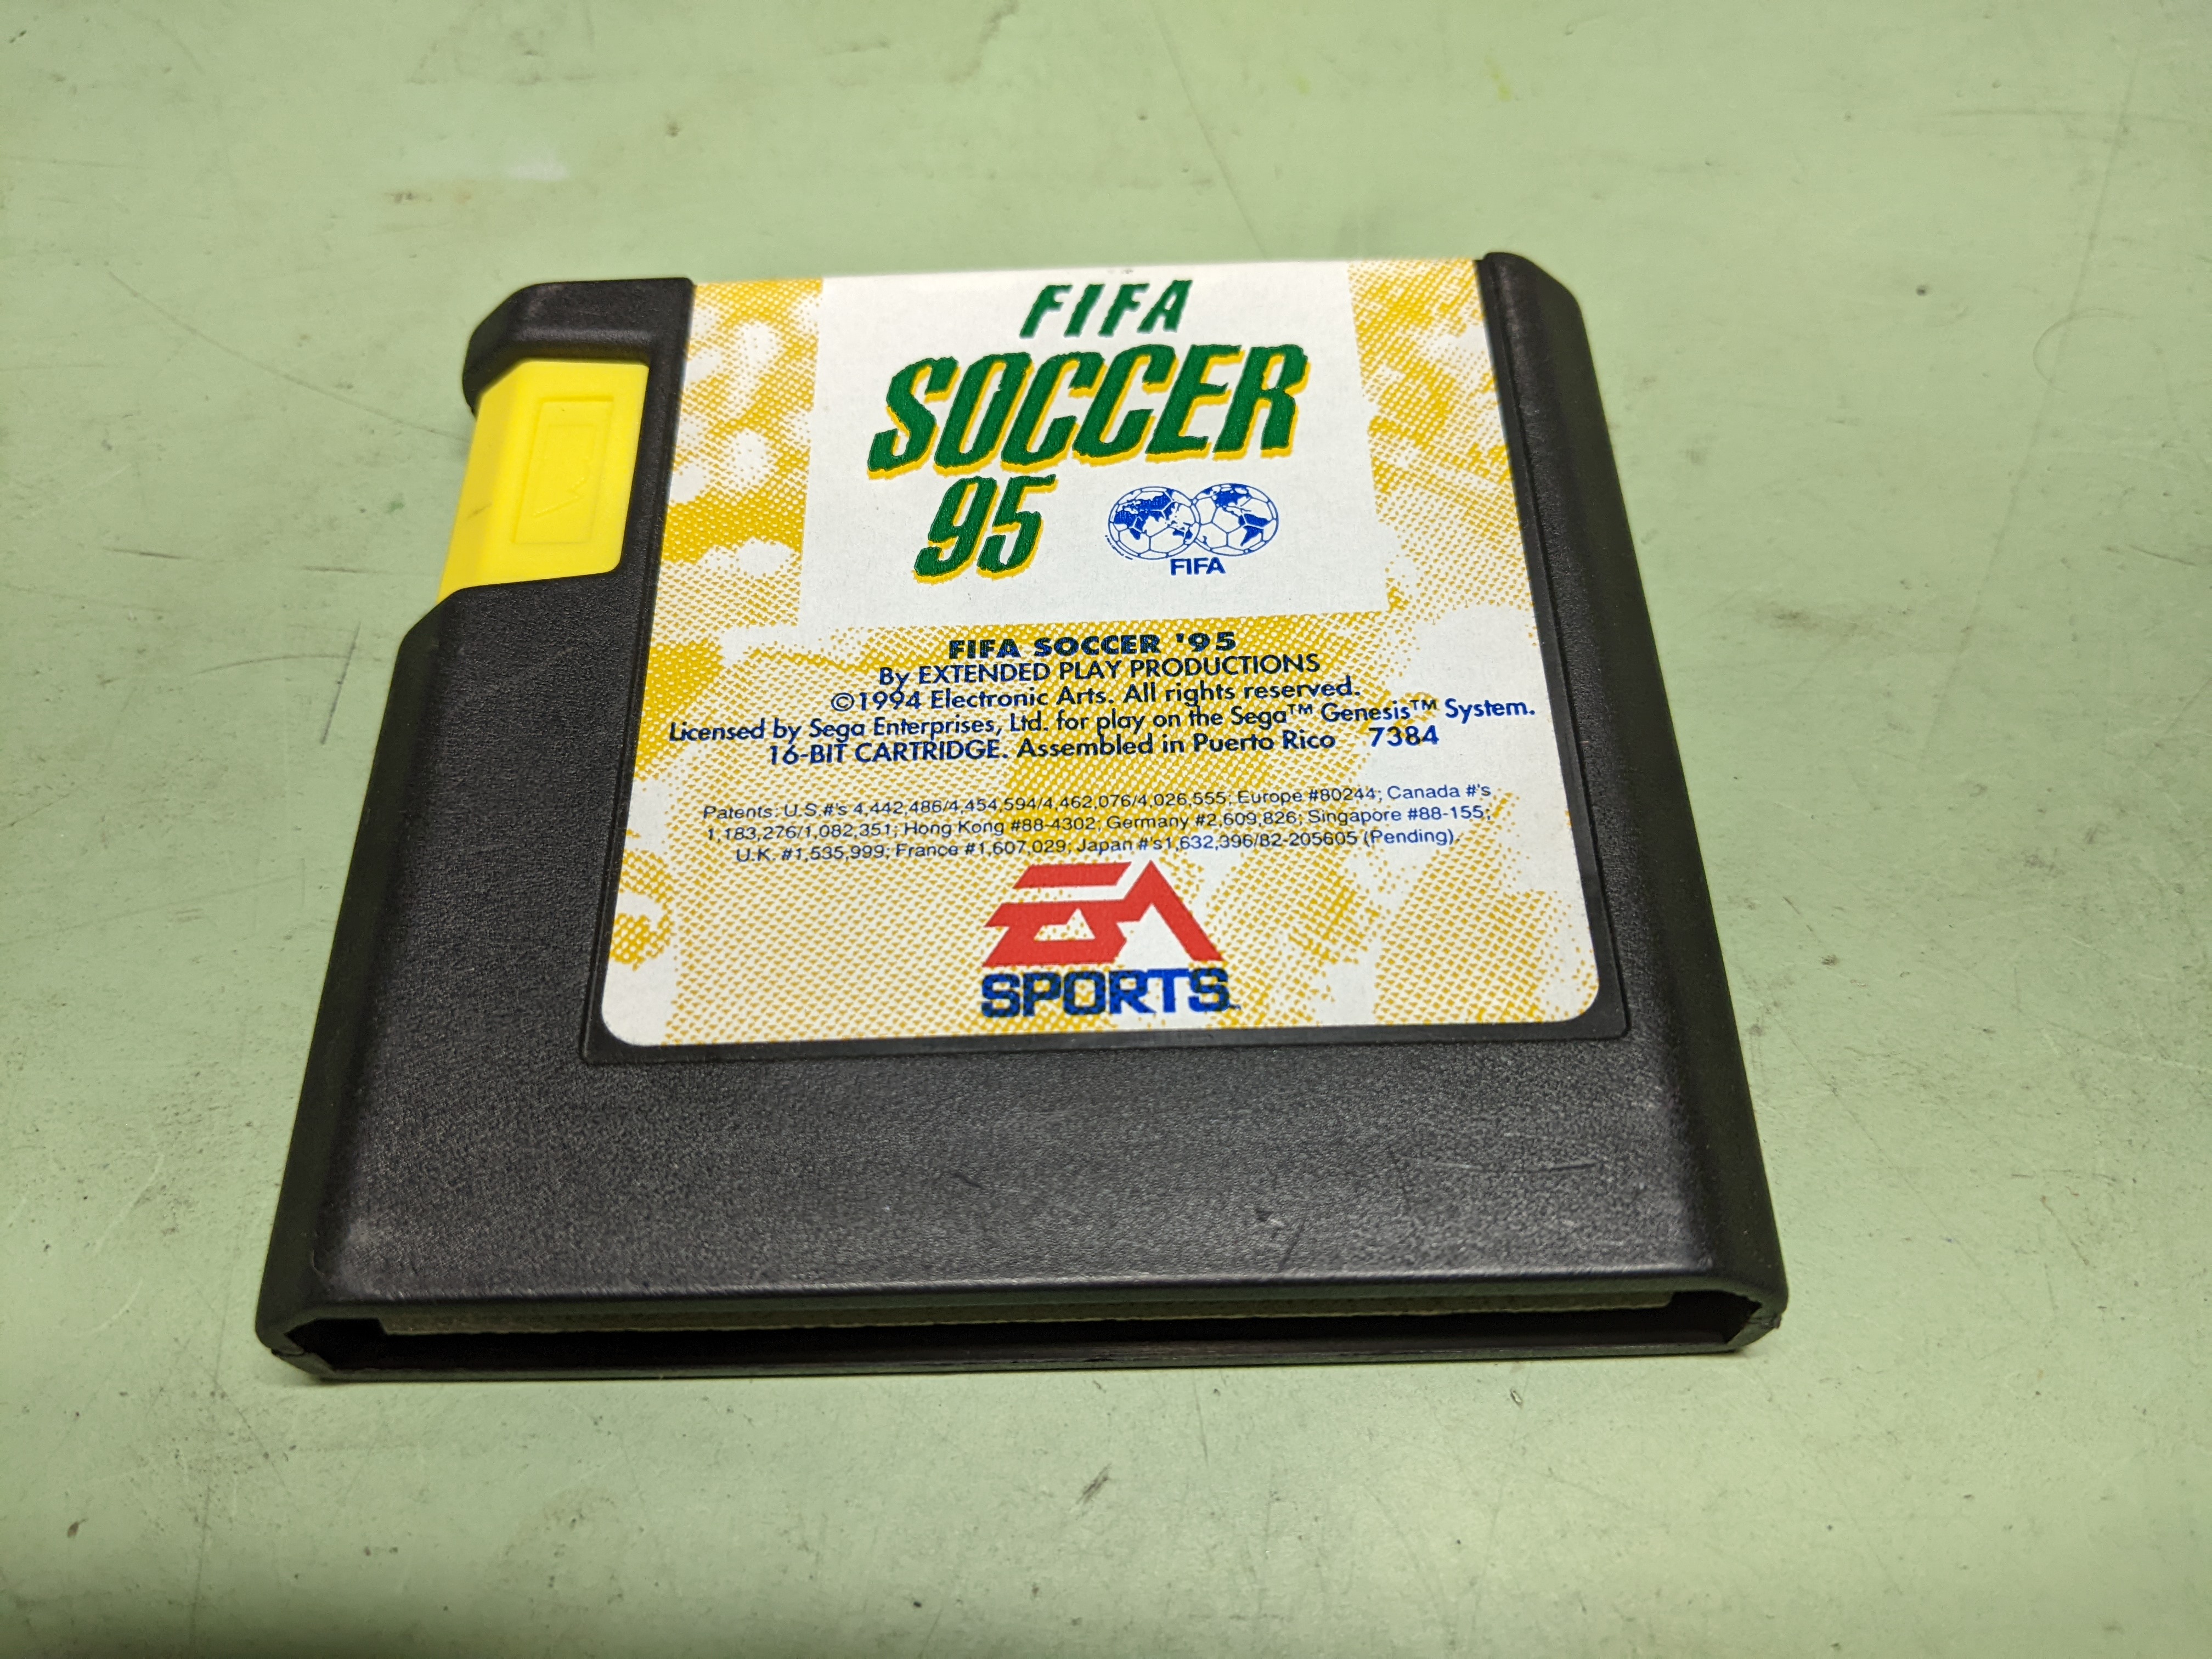 FIFA
SOCCER
95
FIFA
FIFA SOCCER '95
By EXTENDED PLAY PRODUCTIONS
©1994 Electronic Arts. All rights reserved.
Licensed by Sega Enterprises, Ltd. for play on the Sega™ Genesis™ System.
16-BIT CARTRIDGE. Assembled in Puerto Rico 7384
Patents: U.S.#'s 4,442,486/4,454,594/4,462,076/4,026,555; Europe #80244; Canada #'s
1,183,276/1,082,351; Hong Kong #88-4302; Germany #2,609,826; Singapore #88-155;
U.K. #1,535,999; France #1,607,029; Japan #'s1,632,396/82-205605 (Pending).
EA
SPORTS™